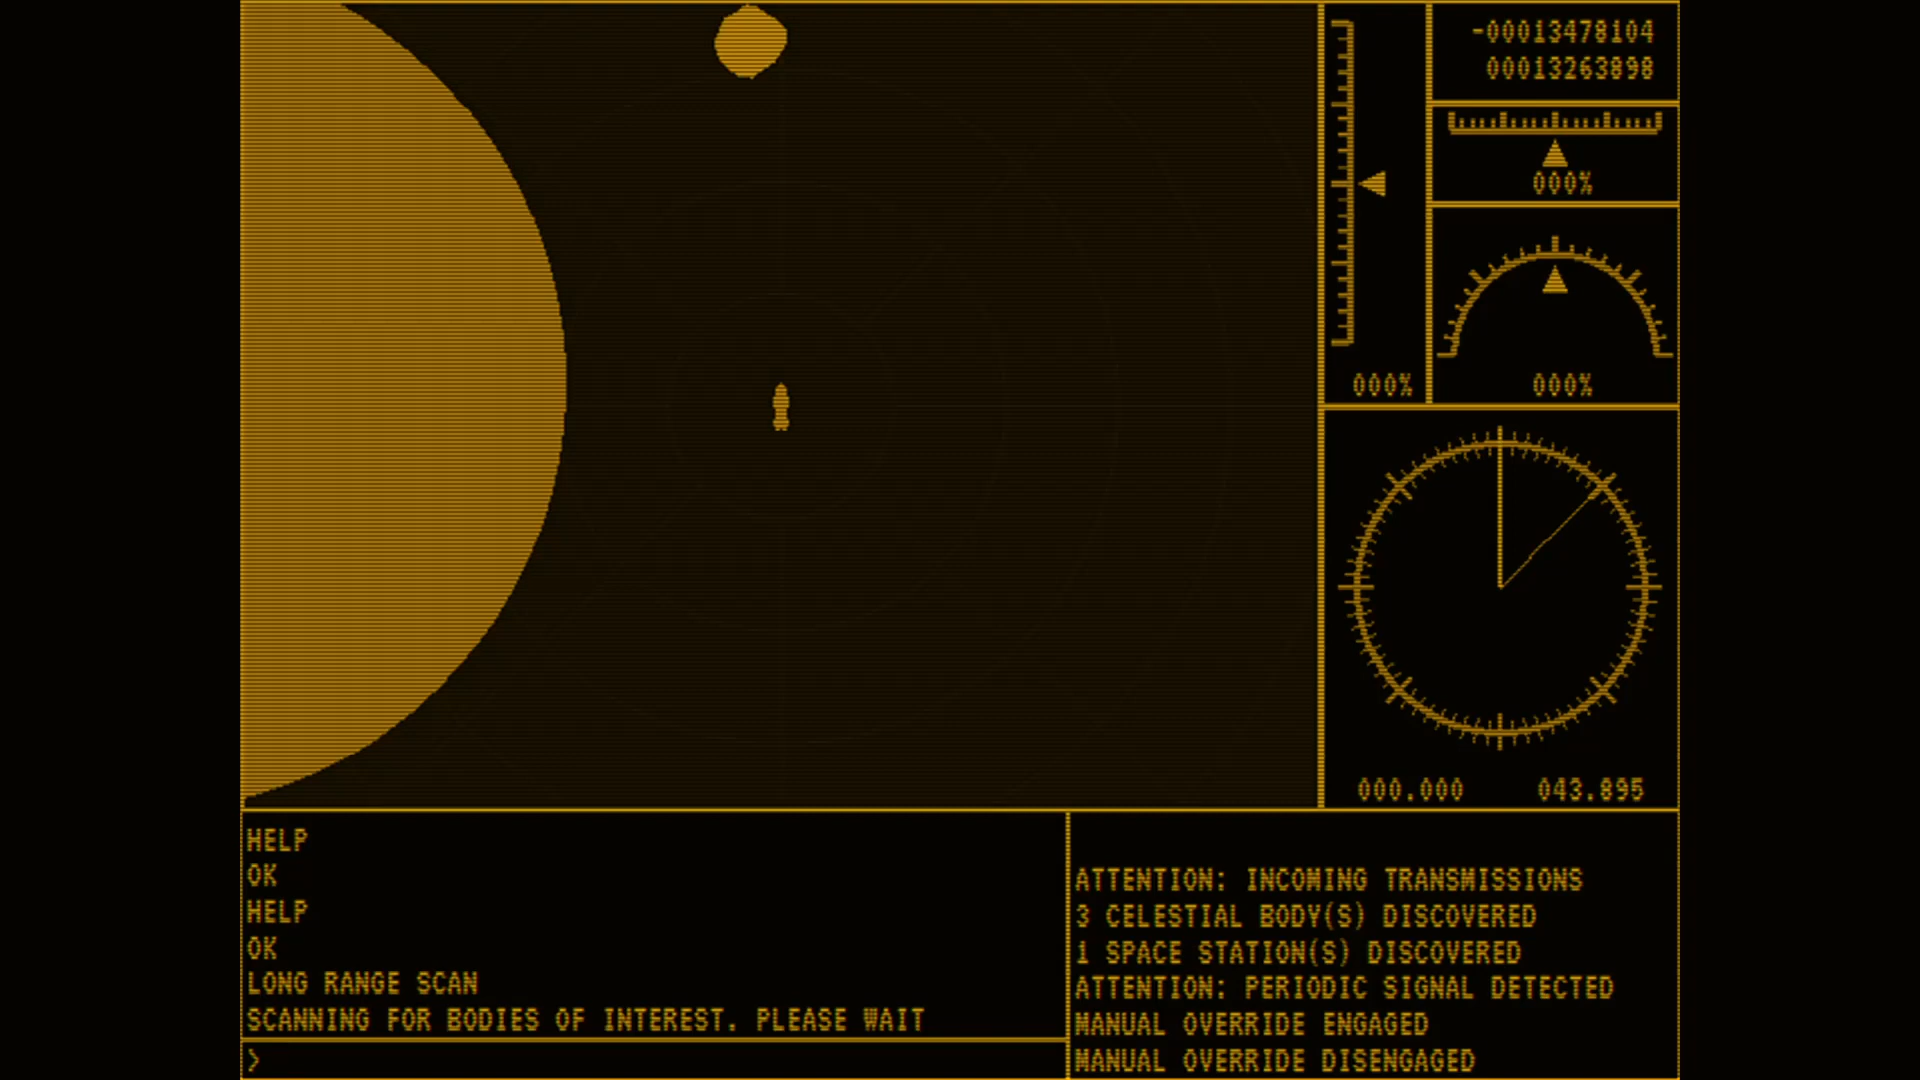 -00013478104
00013263898
000%
000%
000%
000.000 043.895
HELP
OK
HELP
OK
LONG RANGE SCAN
SCANNING FOR BODIES OF INTEREST. PLEASE WAIT
>
ATTENTION: INCOMING TRANSMISSIONS
3 CELESTIAL BODY(S) DISCOVERED
1 SPACE STATION(S) DISCOVERED
ATTENTION: PERIODIC SIGNAL DETECTED
MANUAL OVERRIDE ENGAGED
MANUAL OVERRIDE DISENGAGED